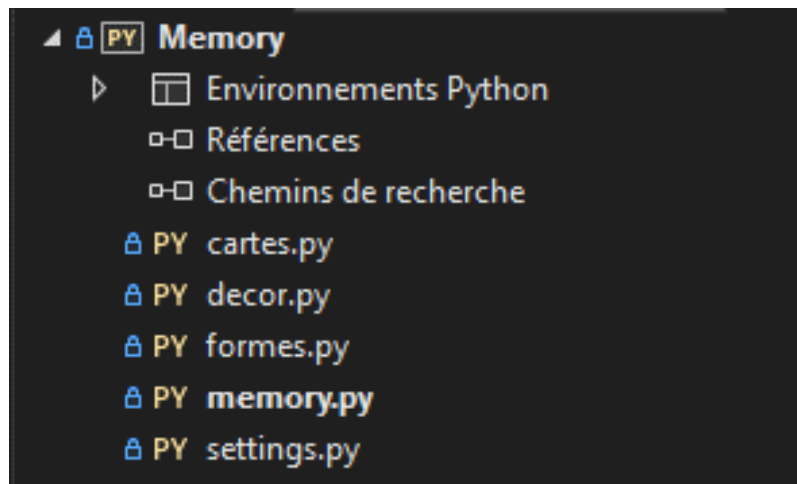 PY Memory
Environnements Python
Références
Chemins de recherche
PY cartes.py
PY decor.py
PY formes.py
PY memory.py
PY settings.py